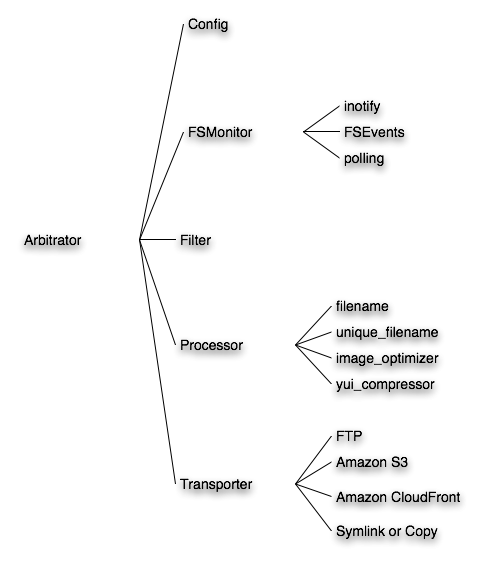 Config
FSMonitor
inotify
FSEvents
polling
Arbitrator
Filter
Processor
filename
unique_filename
image_optimizer
yui_compressor
Transporter
FTP
Amazon S3
Amazon CloudFront
Symlink or Copy